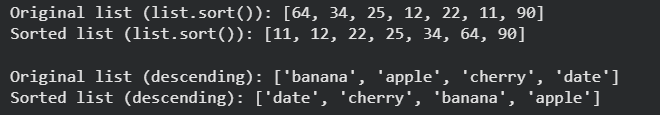 Original list (list.sort()): [64, 34, 25, 12, 22, 11, 90]
Sorted list (list.sort()): [11, 12, 22, 25, 34, 64, 90]
Original list (descending): ['banana', 'apple', 'cherry', 'date']
Sorted list (descending): ['date', 'cherry', 'banana', 'apple']